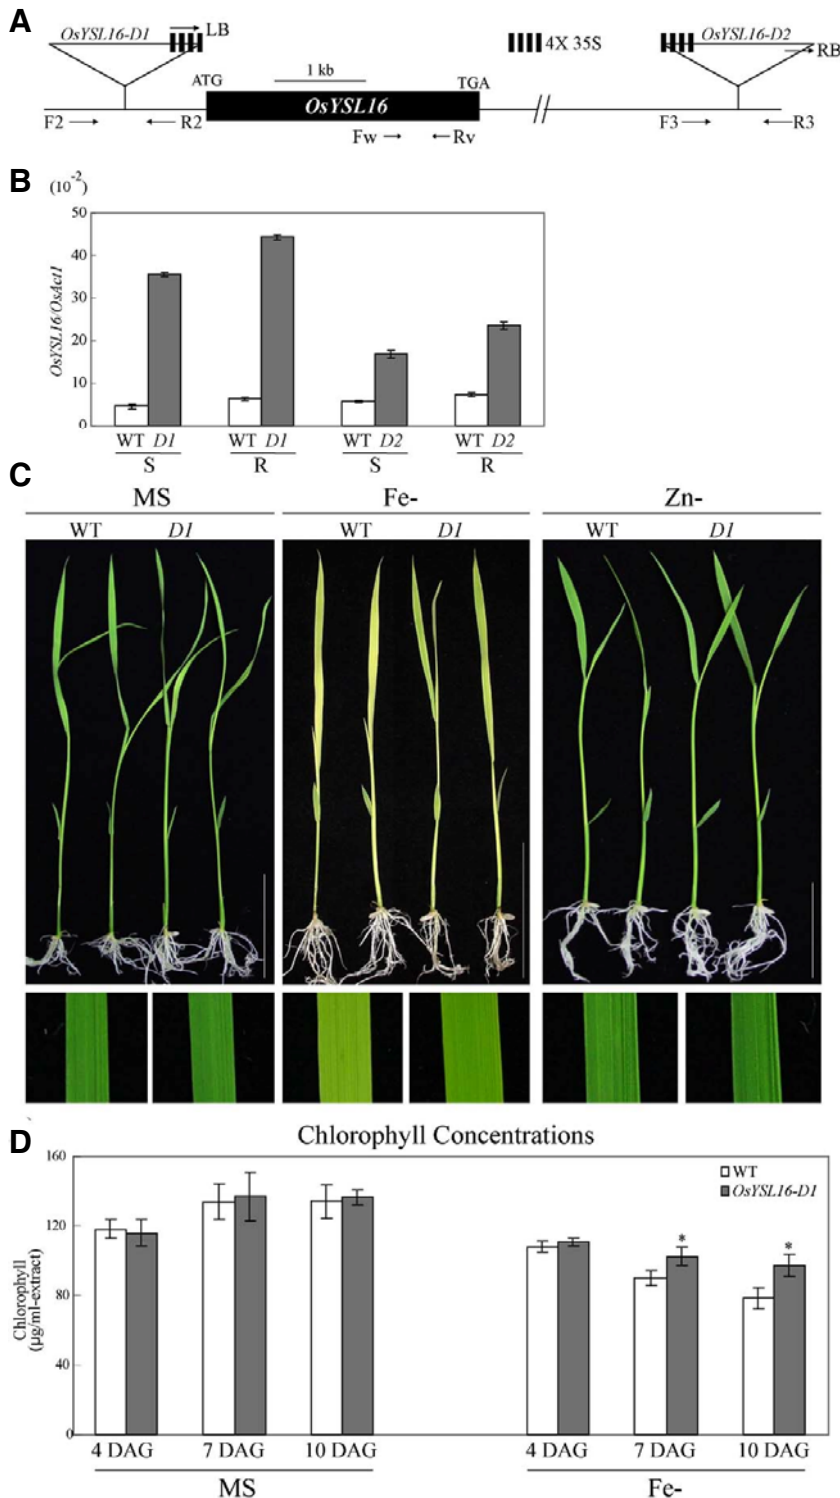 A
OsYSL16-D1 LB 4X 35S OsYSL16-D2 RB
ATG 1 kb TGA
OsYSL16
F2 R2 F3 R3
Fw Rv
B (10-2)
OsYSL16/OsAct1
50
40
30
20
10
0
WT D1 WT D1 WT D2 WT D2
S R S R
C
MS Fe- Zn-
WT D1 WT D1 WT D1
D
Chlorophyll Concentrations
Chlorophyll
(µg/ml-extract)
160
120
80
40
0
WT
OsYSL16-D1
* *
4 DAG 7 DAG 10 DAG 4 DAG 7 DAG 10 DAG
MS Fe-